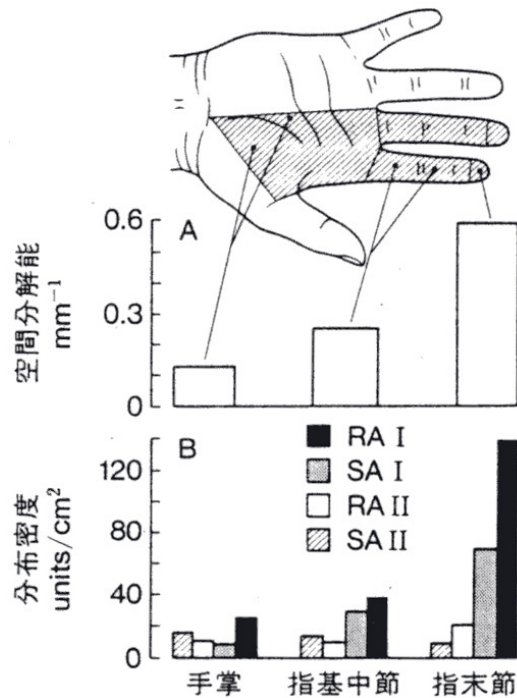 A
0.6
0.3
0
空間分解能
mm⁻¹
B
RA I
SA I
RA II
SA II
120
80
40
0
分布密度
units/cm²
手掌
指基中節
指末節